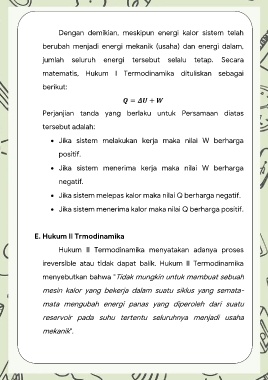 Dengan demikian, meskipun energi kalor sistem telah
berubah menjadi energi mekanik (usaha) dan energi dalam,
jumlah seluruh energi tersebut selalu tetap. Secara
matematis, Hukum I Termodinamika dituliskan sebagai
berikut:
Q = ΔU + W
Perjanjian tanda yang berlaku untuk Persamaan diatas
tersebut adalah:
• Jika sistem melakukan kerja maka nilai W berharga
positif.
• Jika sistem menerima kerja maka nilai W berharga
negatif.
• Jika sistem melepas kalor maka nilai Q berharga negatif.
• Jika sistem menerima kalor maka nilai Q berharga positif.
E. Hukum II Trmodinamika
Hukum II Termodinamika menyatakan adanya proses
ireversible atau tidak dapat balik. Hukum II Termodinamika
menyebutkan bahwa "Tidak mungkin untuk membuat sebuah
mesin kalor yang bekerja dalam suatu siklus yang semata-
mata mengubah energi panas yang diperoleh dari suatu
reservoir pada suhu tertentu seluruhnya menjadi usaha
mekanik".